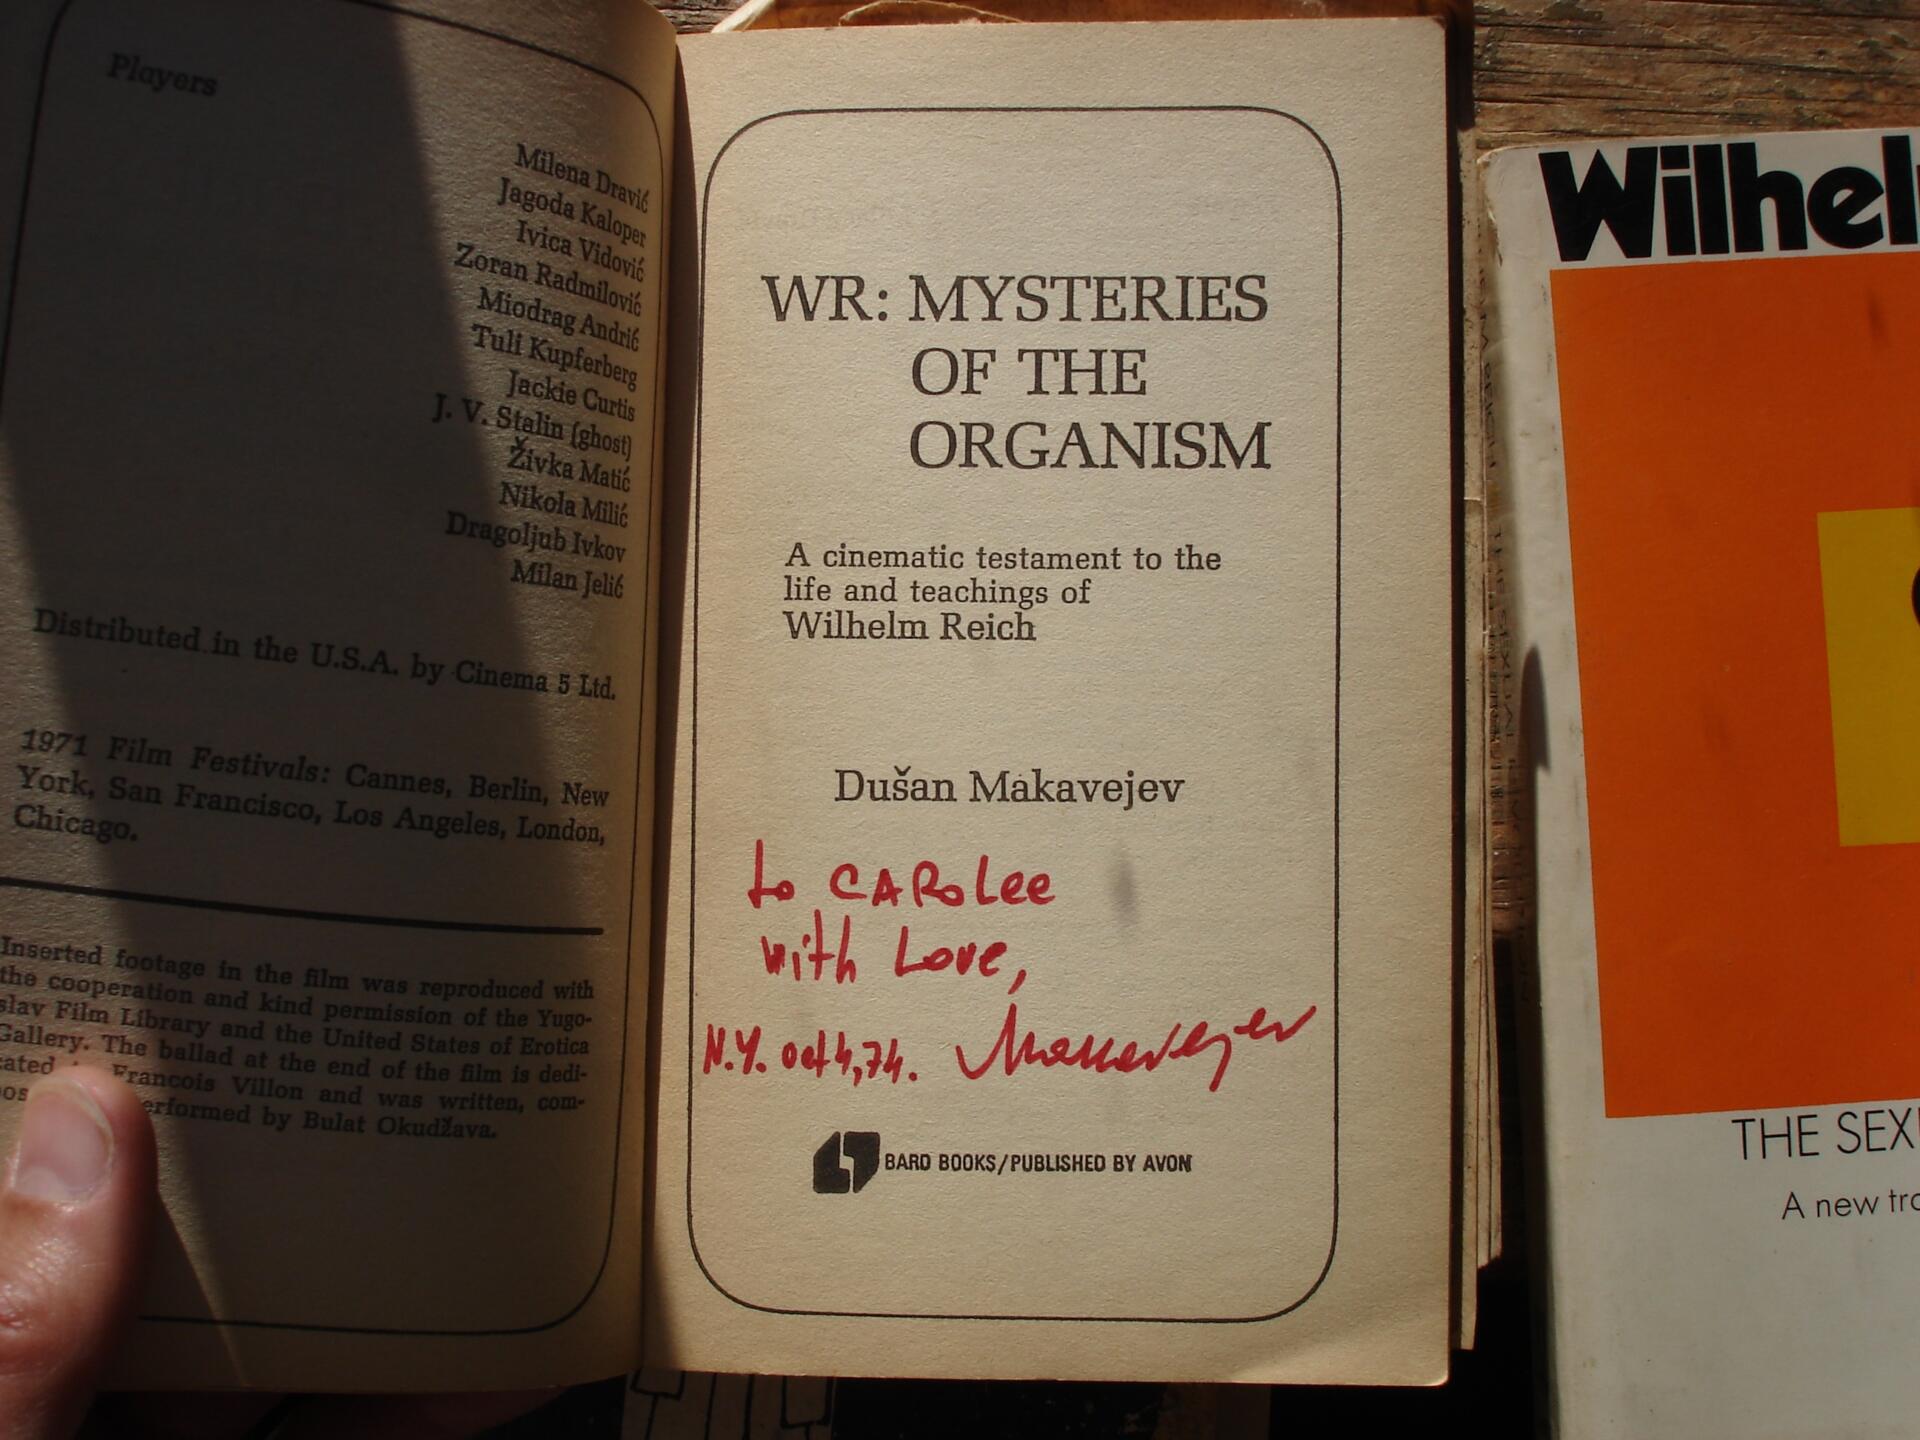 Players
Milena Dravić
Jagoda Kaloper
Ivica Vidović
Zoran Radmilović
Miodrag Andrić
Tuli Kupferberg
Jackie Curtis
J. V. Stalin (ghost)
Živka Matić
Nikola Milić
Dragoljub Ivkov
Milan Jelić
Distributed in the U.S.A. by Cinema 5 Ltd.
1971 Film Festivals: Cannes, Berlin, New
York, San Francisco, Los Angeles, London,
Chicago.
Inserted footage in the film was reproduced with
the cooperation and kind permission of the Yugo-
slav Film Library and the United States of Erotica
Gallery. The ballad at the end of the film is dedi-
cated Francois Villon and was written, com-
erformed by Bulat Okudžava.
WR: MYSTERIES
OF THE
ORGANISM
A cinematic testament to the
life and teachings of
Wilhelm Reich
Dušan Makavejev
to CARoLee
with Love,
N.Y. oct 4, 74. Makavejev
BARD BOOKS/PUBLISHED BY AVON
Wilhel
THE SEX
A new tra